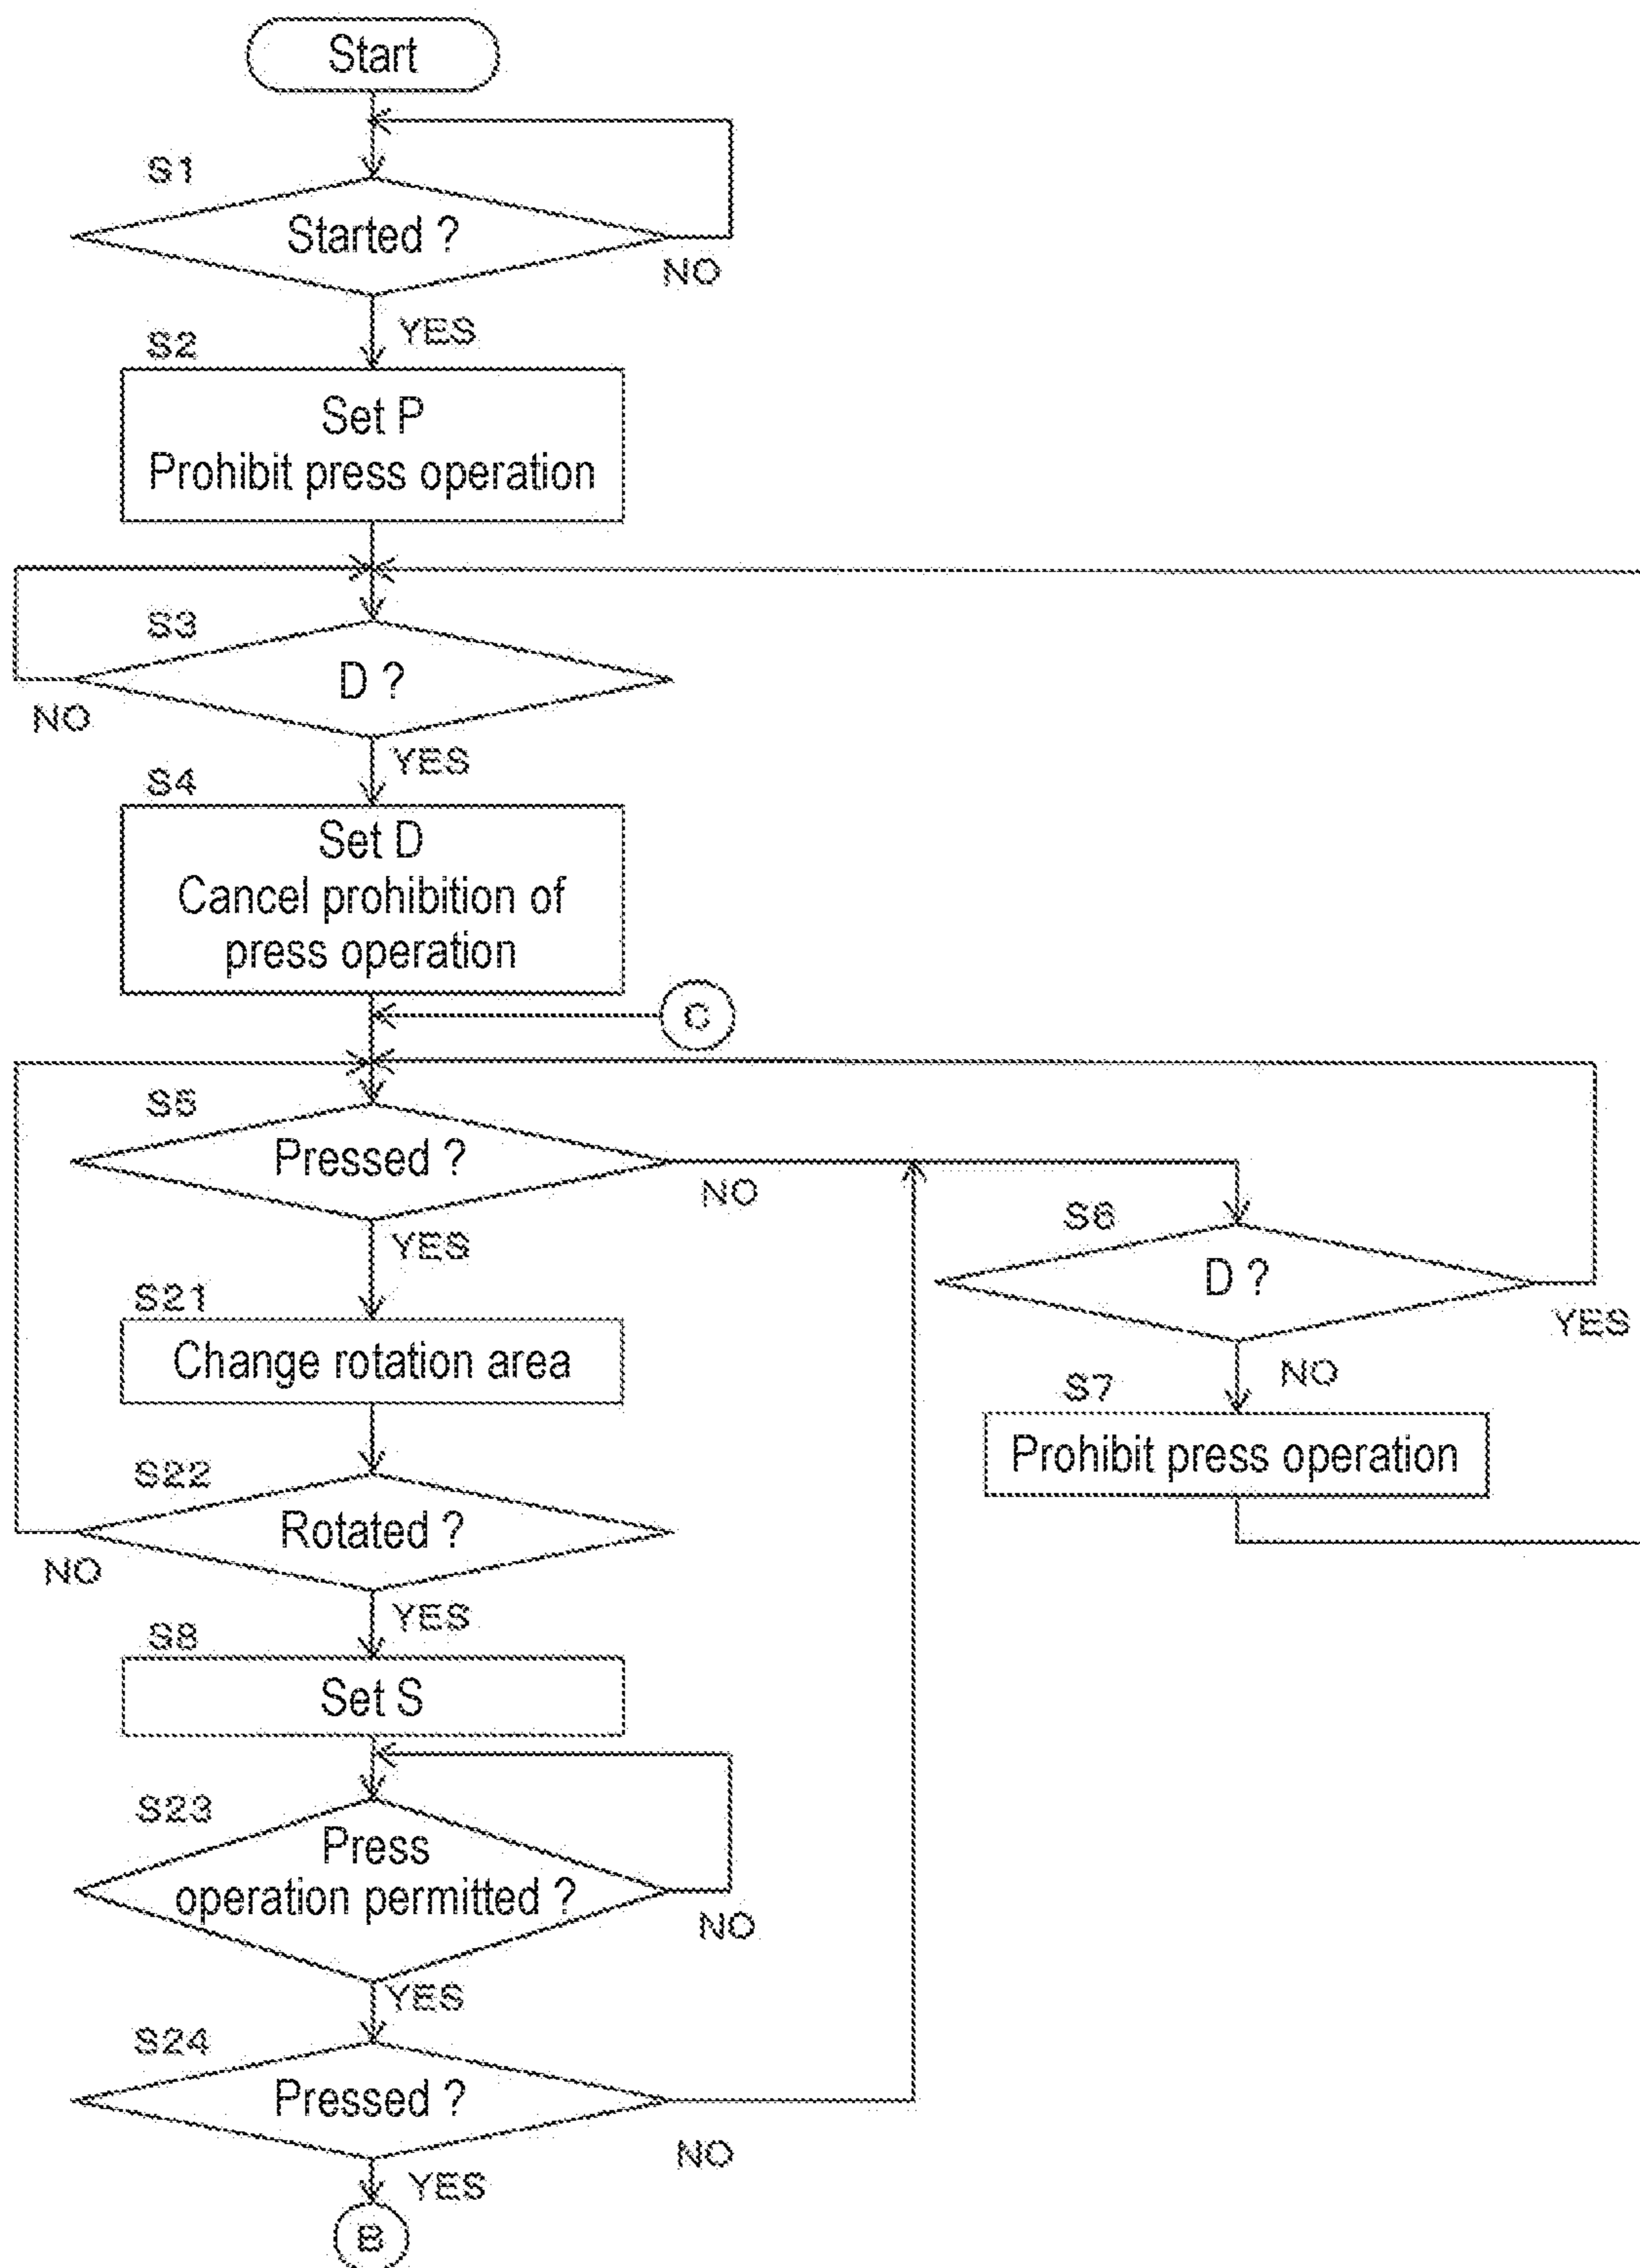 Start
S1
Started ?
NO
YES
S2
Set P
Prohibit press operation
S3
D ?
NO
YES
S4
Set D
Cancel prohibition of
press operation
C
S5
Pressed ?
NO
YES
S6
D ?
YES
NO
S21
Change rotation area
S7
Prohibit press operation
S22
Rotated ?
NO
YES
S8
Set S
S23
Press
operation permitted ?
NO
YES
S24
Pressed ?
NO
YES
B